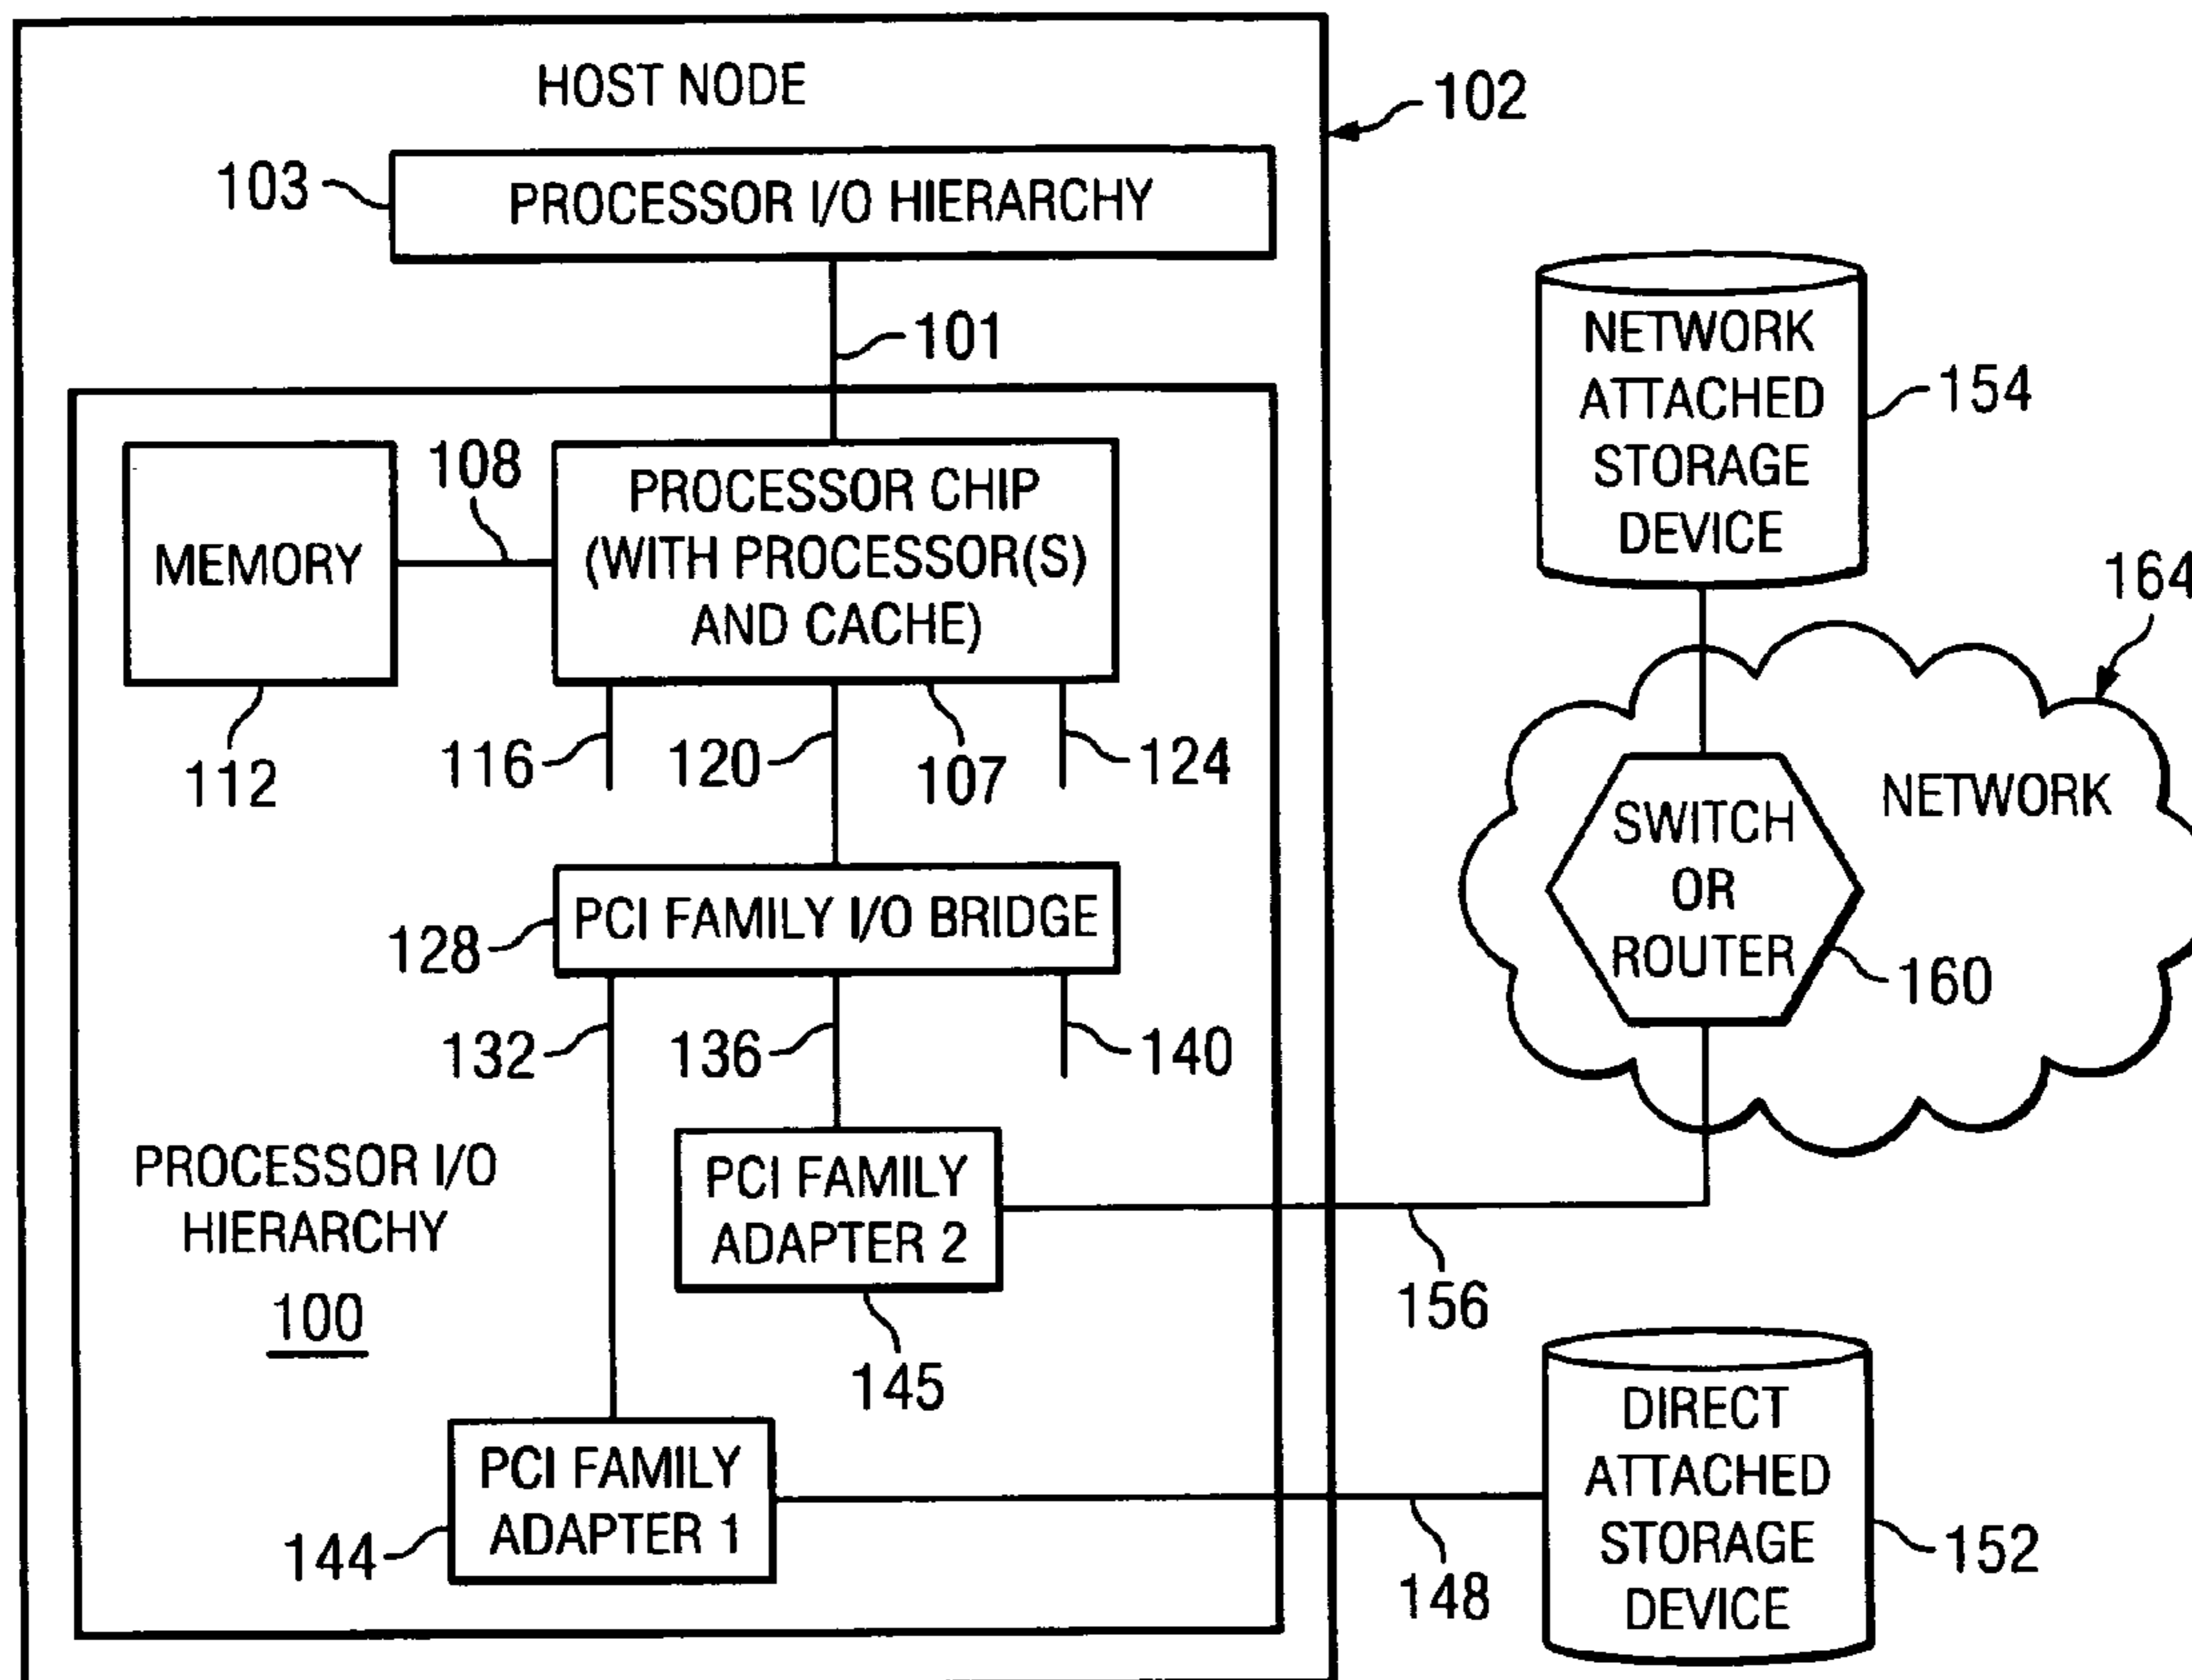 HOST NODE
102
103
PROCESSOR I/O HIERARCHY
101
NETWORK
ATTACHED
STORAGE
DEVICE
154
108
MEMORY
PROCESSOR CHIP
(WITH PROCESSOR(S)
AND CACHE)
164
112
116
120
107
124
NETWORK
SWITCH
OR
ROUTER
160
128
PCI FAMILY I/O BRIDGE
132
136
140
PROCESSOR I/O
HIERARCHY
100
PCI FAMILY
ADAPTER 2
145
156
PCI FAMILY
ADAPTER 1
144
148
DIRECT
ATTACHED
STORAGE
DEVICE
152